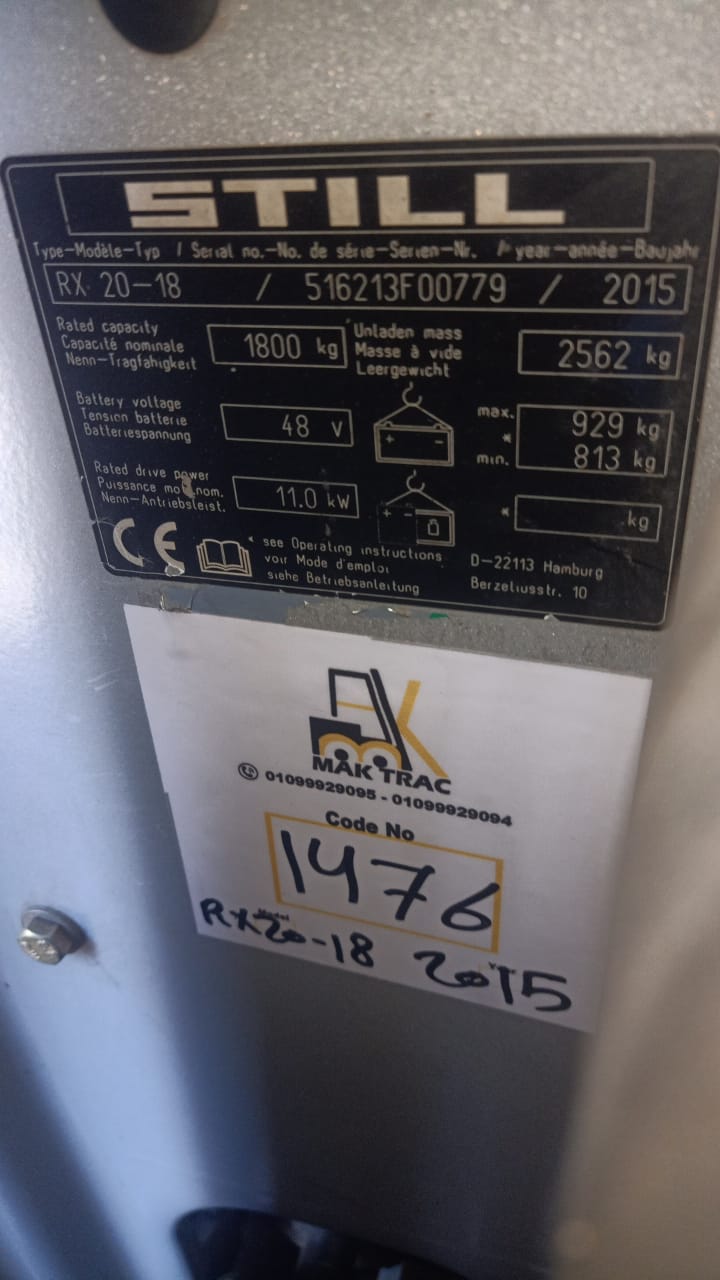 STILL
Type-Modèle-Typ / Serial no.-No. de série-Serien-Nr. / year-année-Baujahr
RX 20-18 / 516213F00779 / 2015
Rated capacity
Capacité nominale
Nenn-Tragfähigkeit
1800 kg
Unladen mass
Masse à vide
Leergewicht
2562 kg
Battery voltage
Tension batterie
Batteriespannung
48 V
+ -
max. 929 kg
*
min. 813 kg
Rated drive power
Puissance mot. nom.
Nenn-Antriebsleist.
11.0 kW
+ -
* kg
CE
* see Operating instructions
voir Mode d'emploi
siehe Betriebsanleitung
D-22113 Hamburg
Berzeliusstr. 10
MAK TRAC
01099929095 - 01099929094
Code No
1476
Model
RX20-18 2015